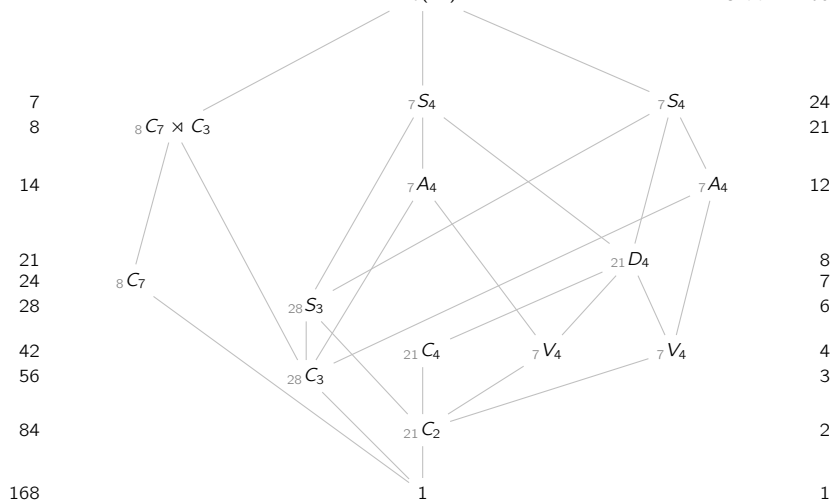 7 ₇S₄ ₇S₄ 24
8 ₈C₇ ⋊ C₃ 21
14 ₇A₄ ₇A₄ 12
21 ₂₁D₄ 8
24 ₈C₇ 7
28 ₂₈S₃ 6
42 ₂₁C₄ ₇V₄ ₇V₄ 4
56 ₂₈C₃ 3
84 ₂₁C₂ 2
168 1 1